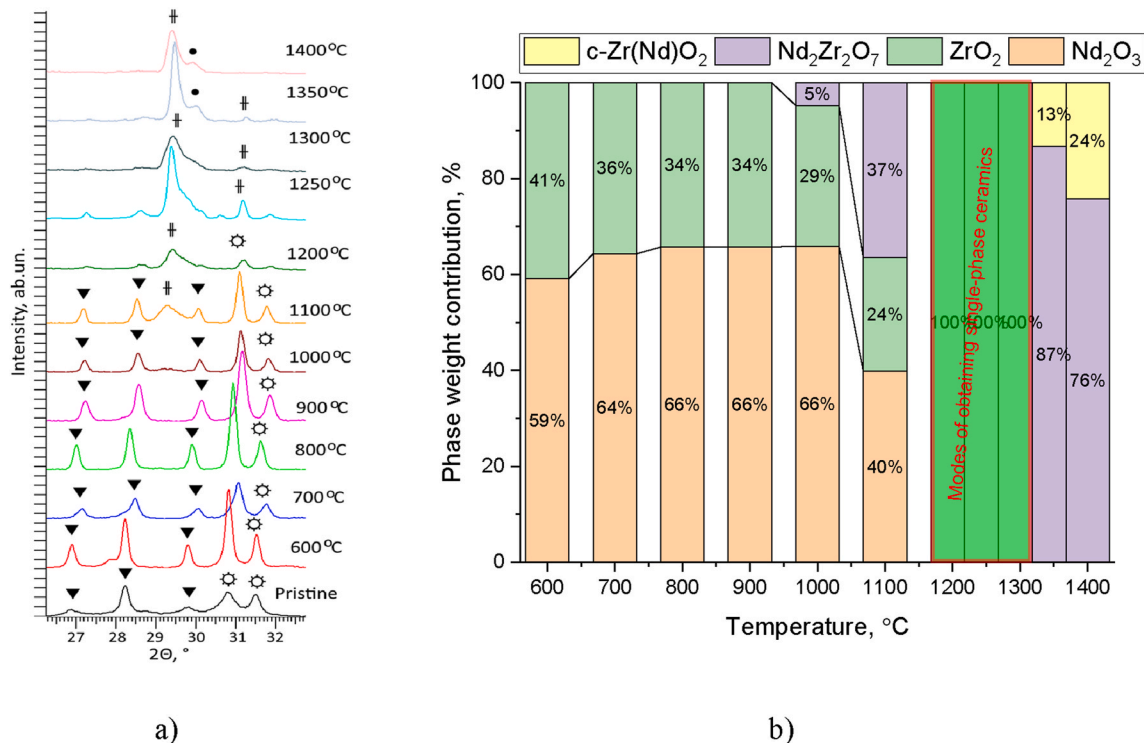 1400°C
1350°C
1300°C
1250°C
1200°C
1100°C
1000°C
900°C
800°C
700°C
600°C
Pristine
Intensity, ab.un.
27 28 29 30 31 32
2Θ, °
a)
c-Zr(Nd)O₂ Nd₂Zr₂O₇ ZrO₂ Nd₂O₃
Phase weight contribution, %
100
80
60
40
20
0
41% 36% 34% 34% 5% 37% 13% 24%
29%
24%
59% 64% 66% 66% 66% 40% 100% 00% 00% 87% 76%
Modes of obtaining single-phase ceramics
600 700 800 900 1000 1100 1200 1300 1400
Temperature, °C
b)